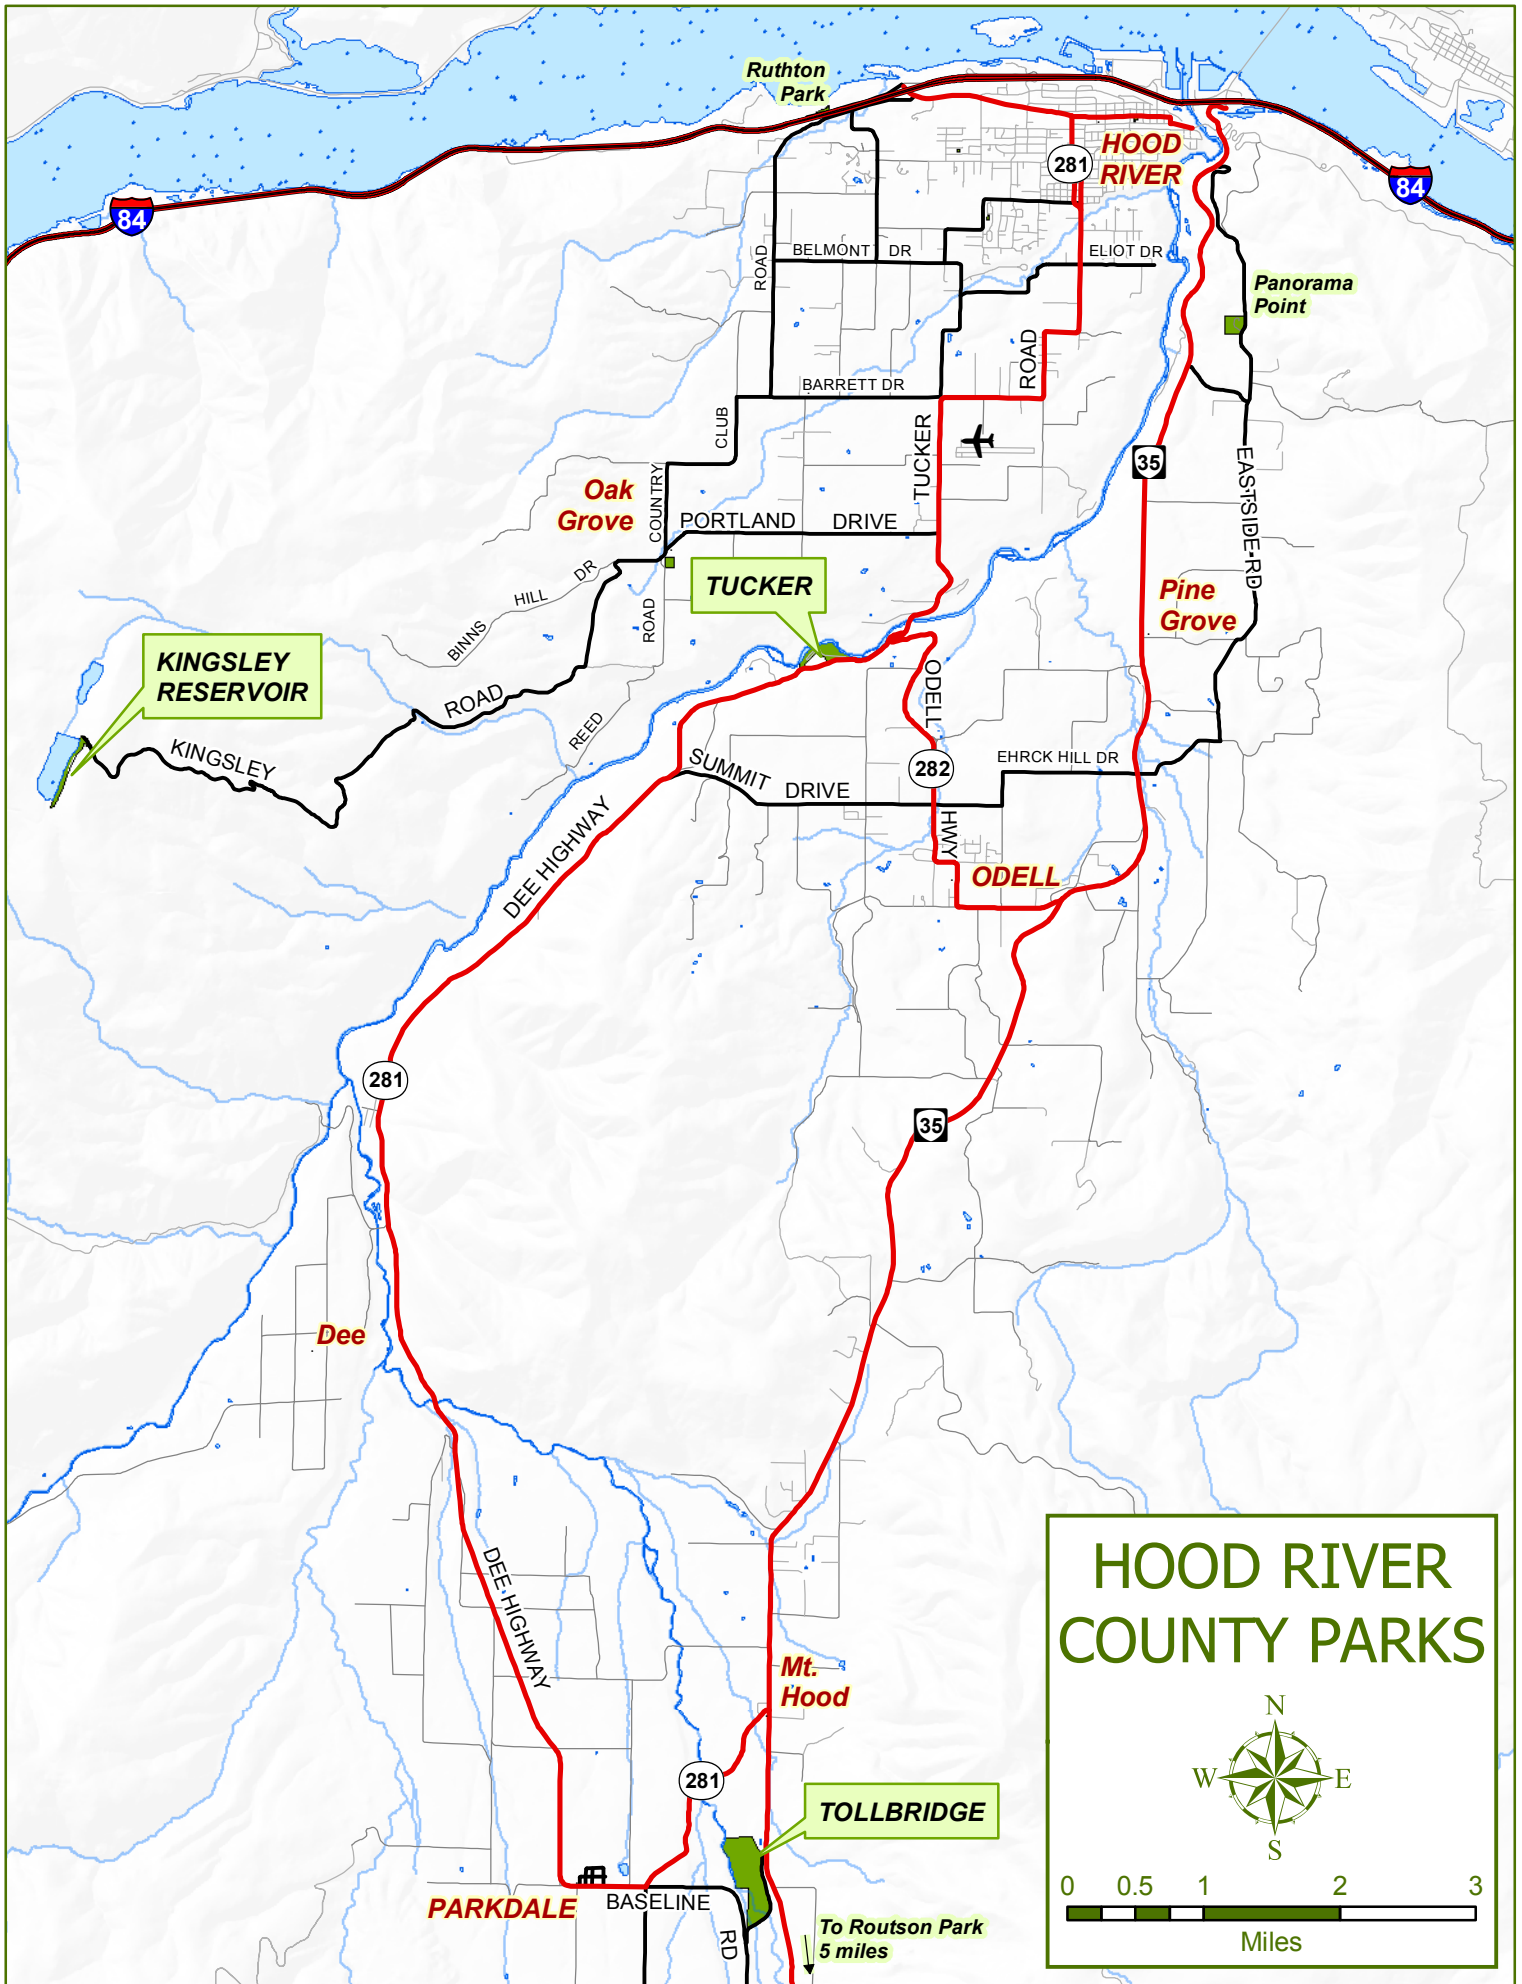 Ruthton
Park
84
281
HOOD
RIVER
84
ROAD
BELMONT DR
ELIOT DR
Panorama
Point
ROAD
BARRETT DR
CLUB
TUCKER
35
EASTSIDE RD
Oak
Grove
COUNTRY
PORTLAND DRIVE
TUCKER
BINNS HILL DR
ROAD
Pine
Grove
KINGSLEY
RESERVOIR
KINGSLEY ROAD
REED
ODELL
282
HWY
SUMMIT DRIVE
EHRCK HILL DR
DEE HIGHWAY
ODELL
281
35
Dee
DEE HIGHWAY
Mt.
Hood
281
TOLLBRIDGE
PARKDALE
BASELINE
RD
To Routson Park
5 miles
HOOD RIVER
COUNTY PARKS
N
W E
S
0 0.5 1 2 3
Miles